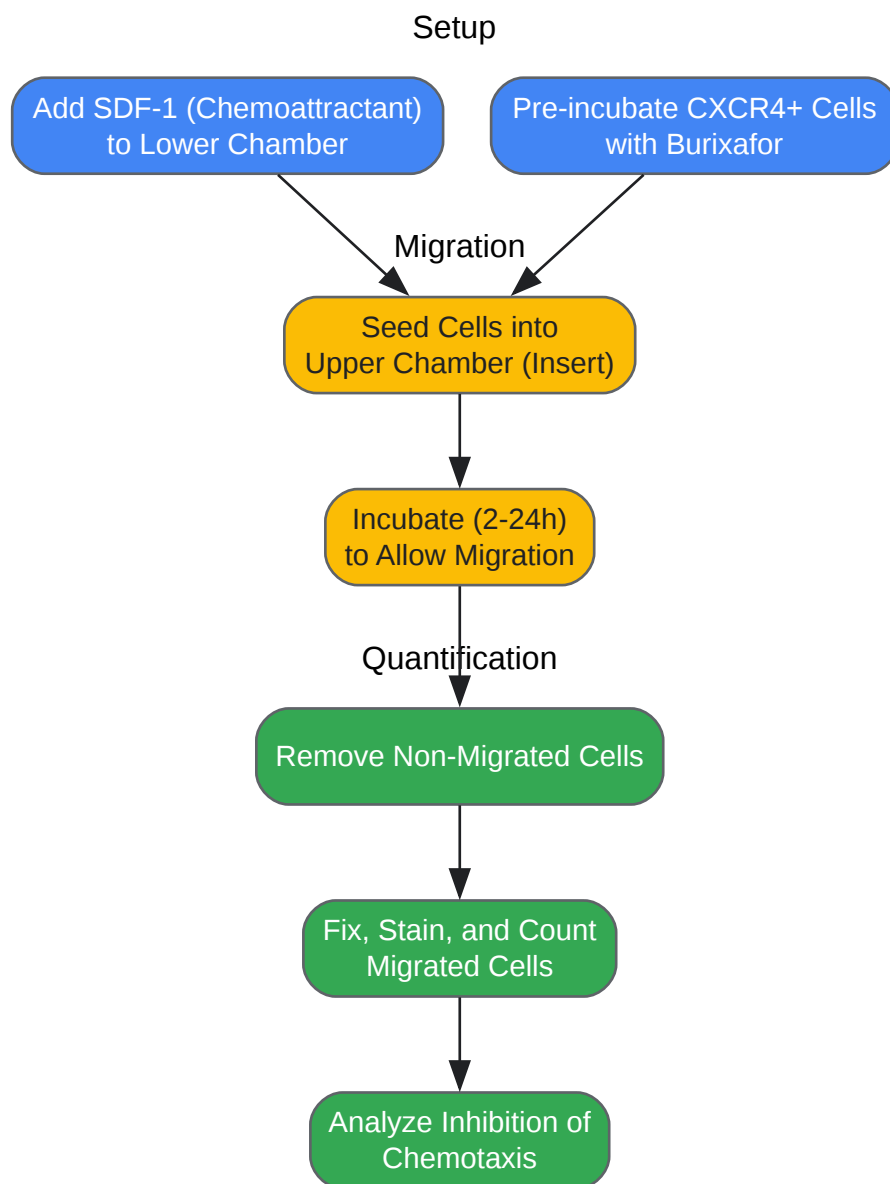 Setup
Add SDF-1 (Chemoattractant)
to Lower Chamber
Pre-incubate CXCR4+ Cells
with Burixafor
Migration
Seed Cells into
Upper Chamber (Insert)
Incubate (2-24h)
to Allow Migration
Quantification
Remove Non-Migrated Cells
Fix, Stain, and Count
Migrated Cells
Analyze Inhibition of
Chemotaxis